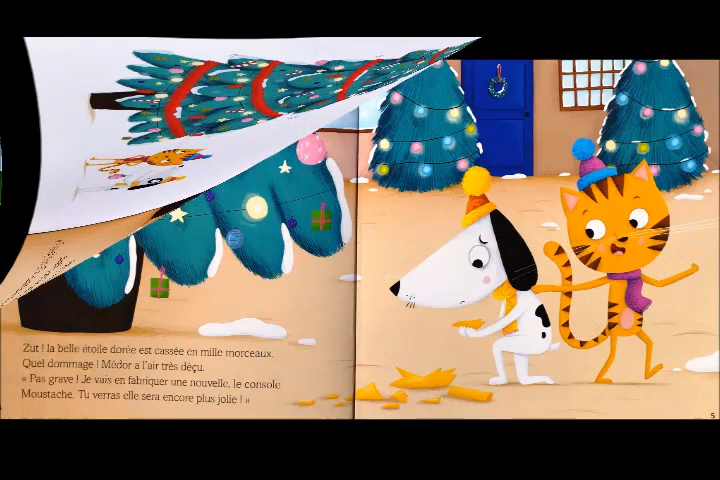 Zut ! la belle étoile dorée est cassée en mille morceaux.
Quel dommage ! Médor a l'air très déçu.
« Pas grave ! Je vais en fabriquer une nouvelle, le console
Moustache. Tu verras elle sera encore plus jolie ! »
5